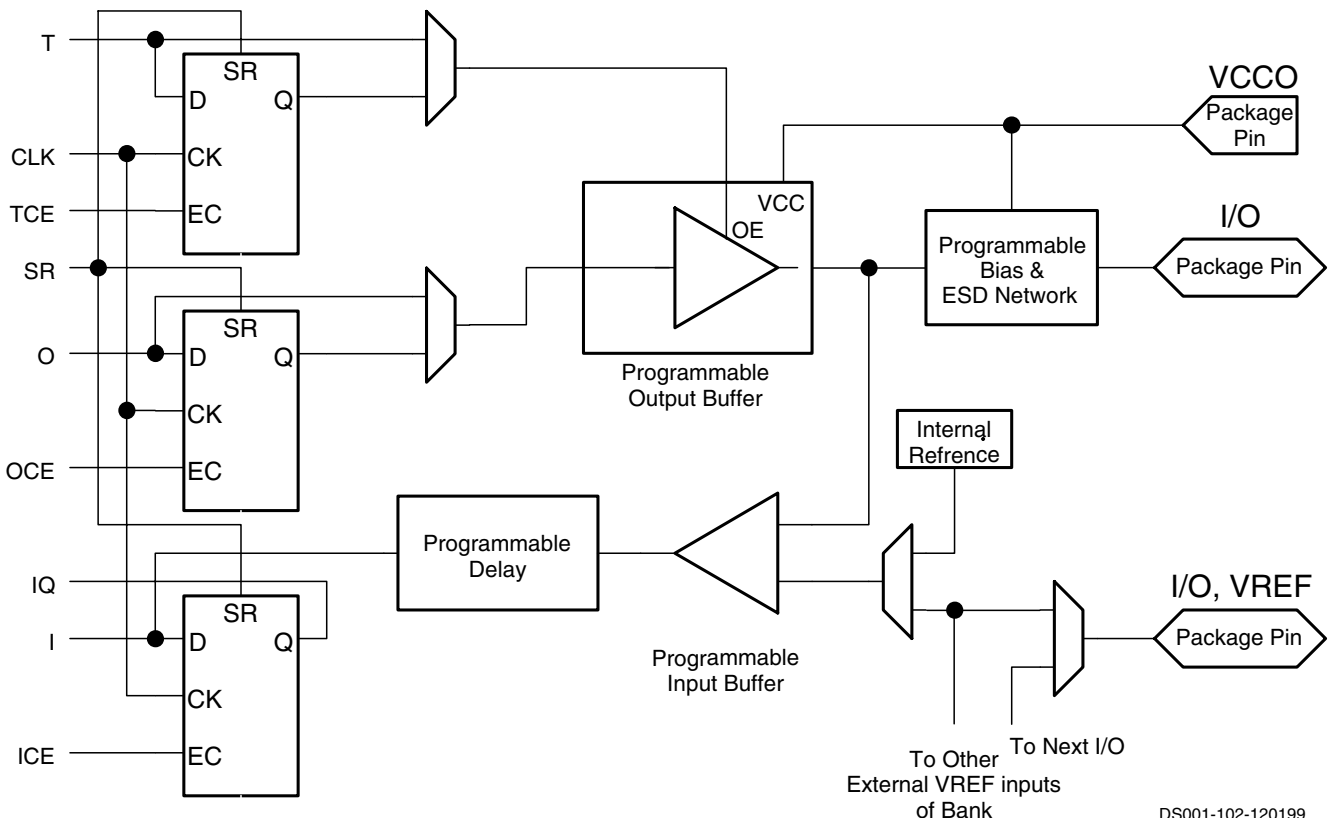 T
SR
D
Q
CLK
CK
TCE
EC
VCCO
Package
Pin
VCC
OE
I/O
Programmable
Bias &
ESD Network
Package Pin
SR
SR
O
D
Q
CK
OCE
EC
Programmable
Output Buffer
Internal
Refrence
Programmable
Delay
IQ
SR
I
D
Q
CK
ICE
EC
Programmable
Input Buffer
I/O, VREF
Package Pin
To Other
External VREF inputs
of Bank
To Next I/O
DS001-102-120199